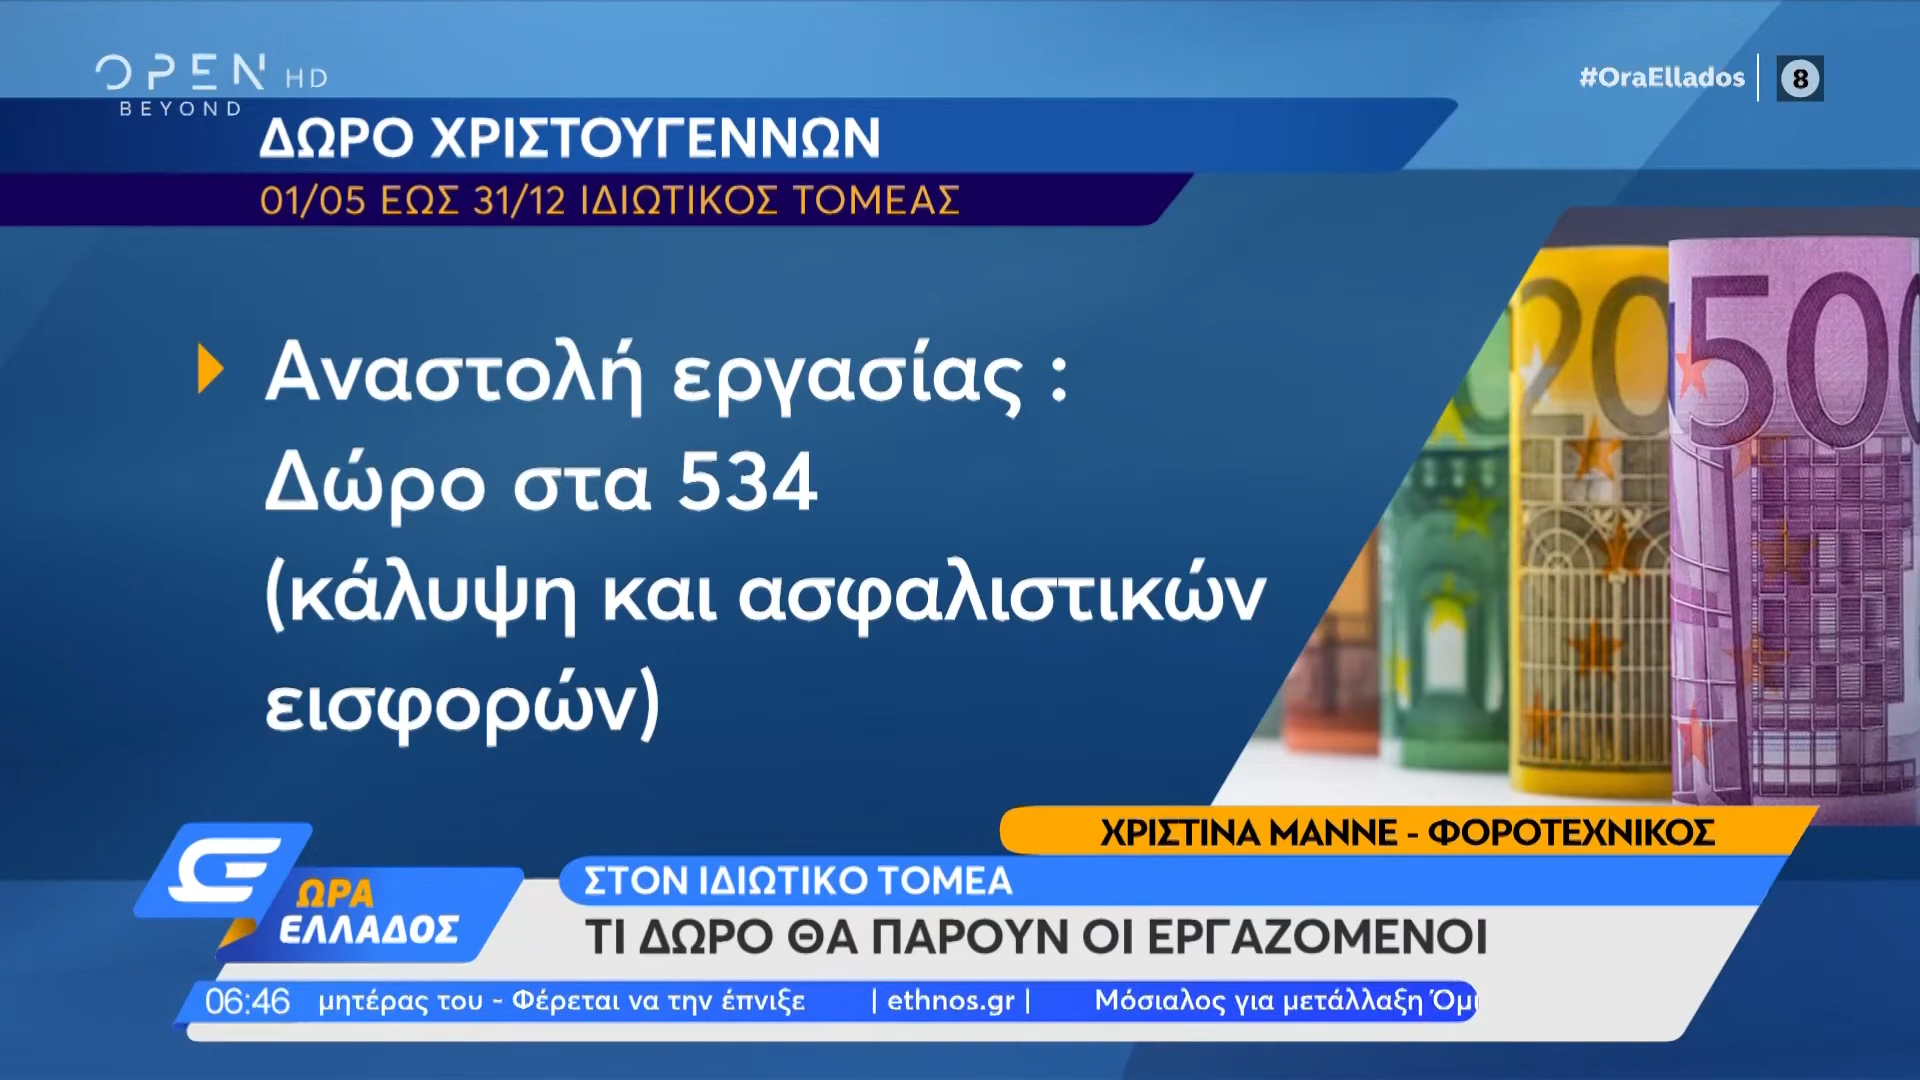 OPEN HD
BEYOND
#OraEllados
8
ΔΩΡΟ ΧΡΙΣΤΟΥΓΕΝΝΩΝ
01/05 ΕΩΣ 31/12 ΙΔΙΩΤΙΚΟΣ ΤΟΜΕΑΣ
Αναστολή εργασίας :
Δώρο στα 534
(κάλυψη και ασφαλιστικών
εισφορών)
20
500
ΧΡΙΣΤΙΝΑ ΜΑΝΝΕ - ΦΟΡΟΤΕΧΝΙΚΟΣ
ΩΡΑ
ΕΛΛΑΔΟΣ
ΣΤΟΝ ΙΔΙΩΤΙΚΟ ΤΟΜΕΑ
ΤΙ ΔΩΡΟ ΘΑ ΠΑΡΟΥΝ ΟΙ ΕΡΓΑΖΟΜΕΝΟΙ
06:46 μητέρας του - Φέρεται να την έπνιξε | ethnos.gr | Μόσιαλος για μετάλλαξη